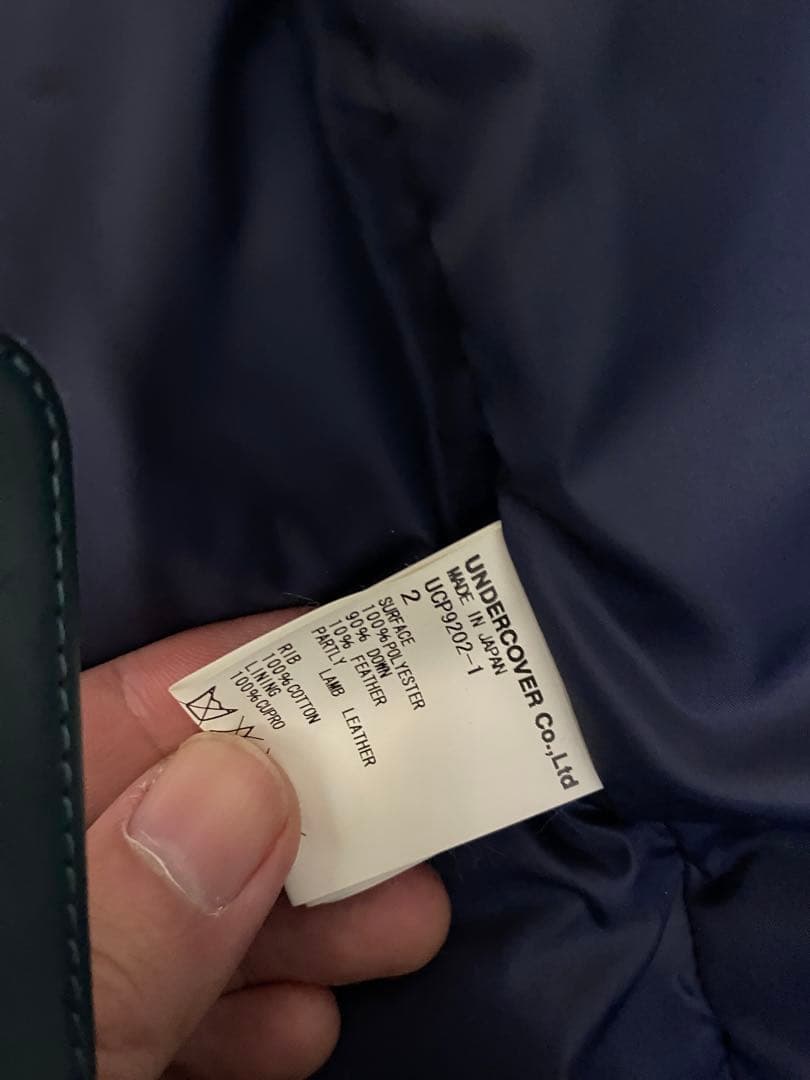 UNDERCOVER Co.,Ltd
MADE IN JAPAN
UCP9202-1
2
SURFACE
100%POLYESTER
90% DOWN
10% FEATHER
PARTLY LAMB LEATHER
RIB
100%COTTON
LINING
100%CUPRO